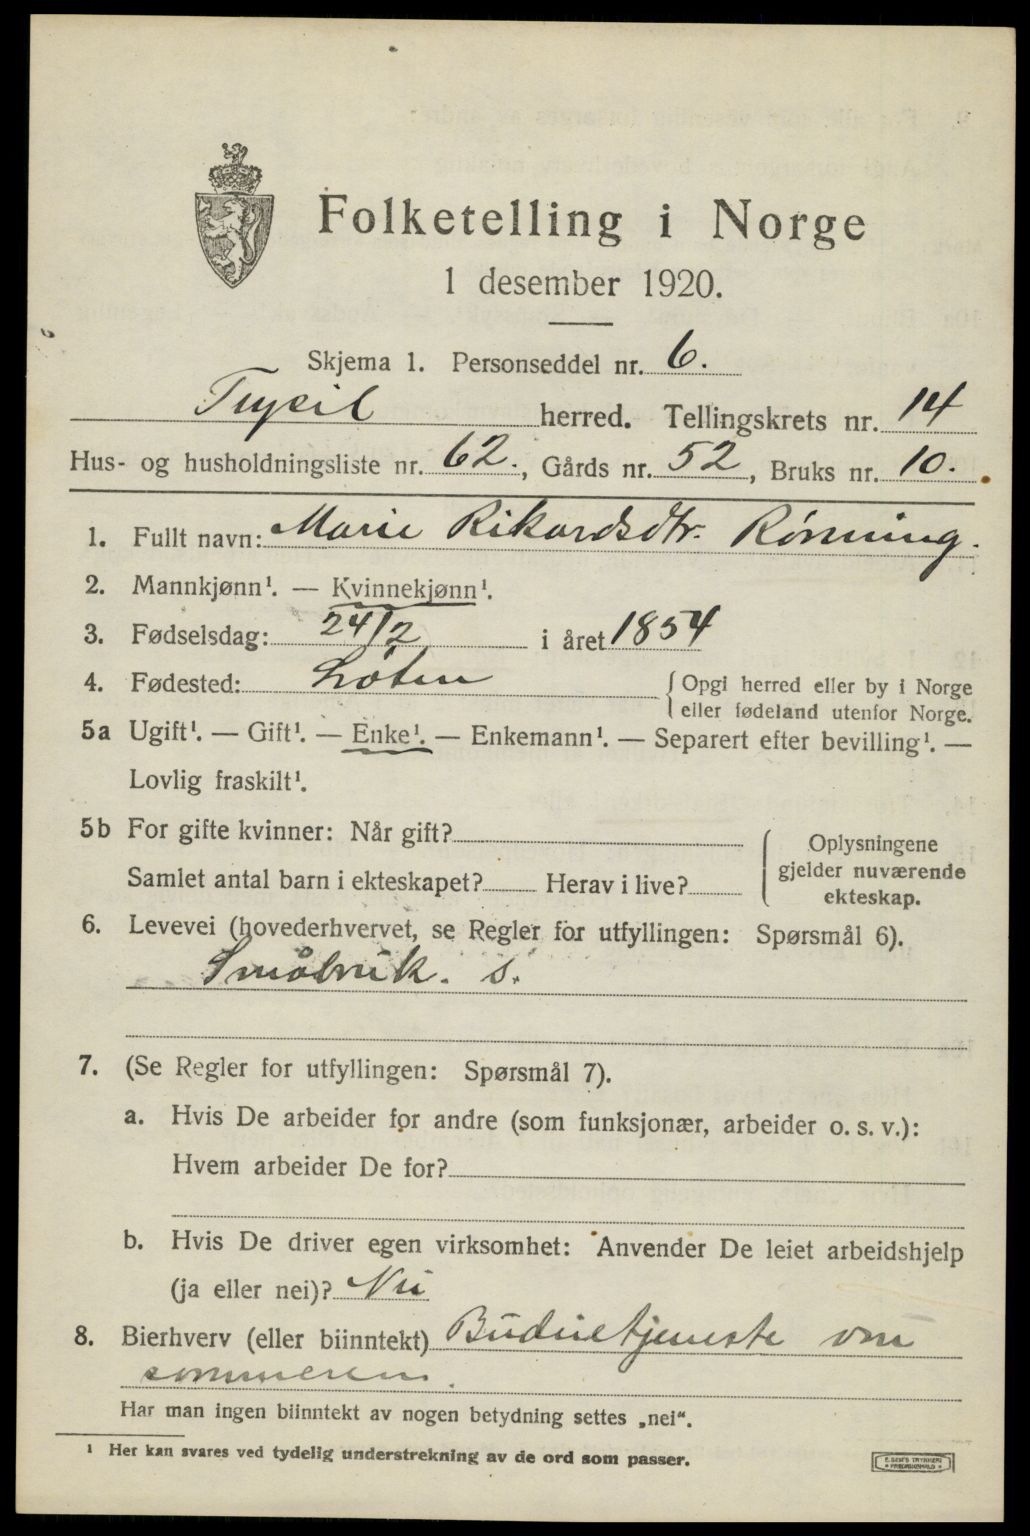 Folketelling i Norge
1 desember 1920.
Skjema 1. Personseddel nr. 6.
Trysil herred. Tellingskrets nr. 14
Hus- og husholdningsliste nr. 62., Gårds nr. 52, Bruks nr. 10.
1. Fullt navn: Marie Rikardsdtr. Rønning.
2. Mannkjønn¹. — Kvinnekjønn¹.
3. Fødselsdag: 24/2 i året 1854
4. Fødested: Løten { Opgi herred eller by i Norge
eller fødeland utenfor Norge.
5a Ugift¹. — Gift¹. — Enke¹. — Enkemann¹. — Separert efter bevilling¹. —
Lovlig fraskilt¹.
5b For gifte kvinner: Når gift?
Samlet antal barn i ekteskapet? Herav i live?
Oplysningene
gjelder nuværende
ekteskap.
6. Levevei (hovederhvervet, se Regler for utfyllingen: Spørsmål 6).
Småbruk. s.
7. (Se Regler for utfyllingen: Spørsmål 7).
a. Hvis De arbeider for andre (som funksjonær, arbeider o. s. v.):
Hvem arbeider De for?
b. Hvis De driver egen virksomhet: Anvender De leiet arbeidshjelp
(ja eller nei)? Nei
8. Bierhverv (eller biinntekt) Budeietjeneste om
sommeren.
Har man ingen biinntekt av nogen betydning settes „nei“.
¹ Her kan svares ved tydelig understrekning av de ord som passer.